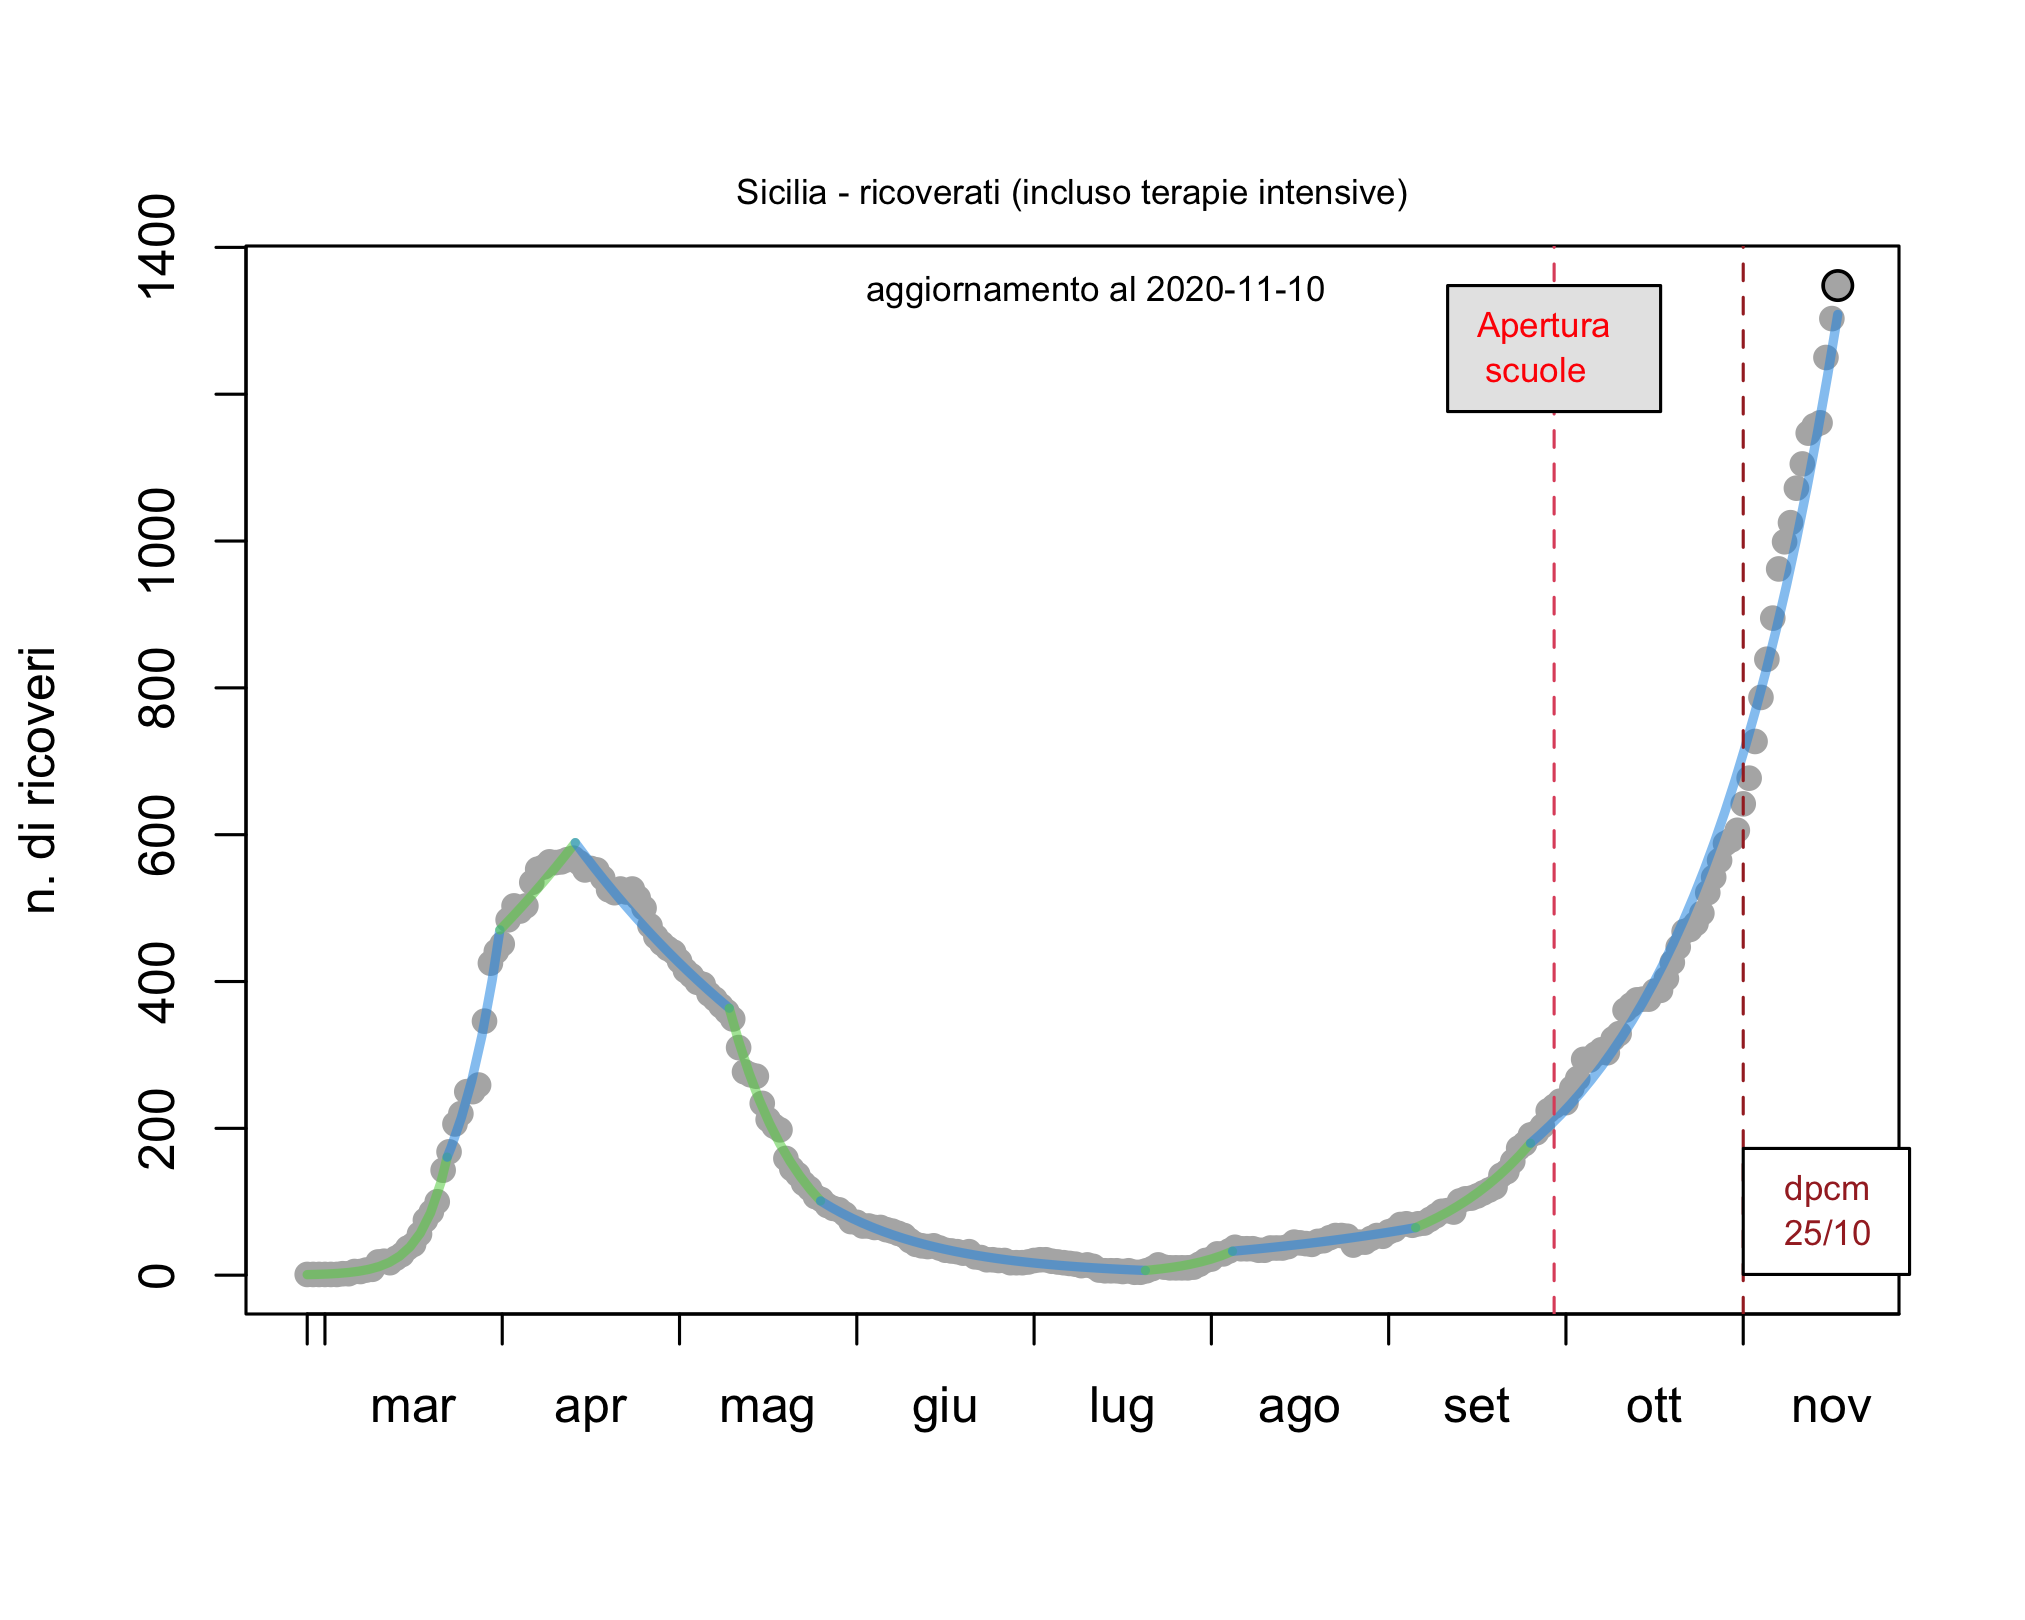 Sicilia - ricoverati (incluso terapie intensive)
aggiornamento al 2020-11-10
Apertura
scuole
dpcm
25/10
n. di ricoveri
1400
1000
800
600
400
200
0
mar apr mag giu lug ago set ott nov